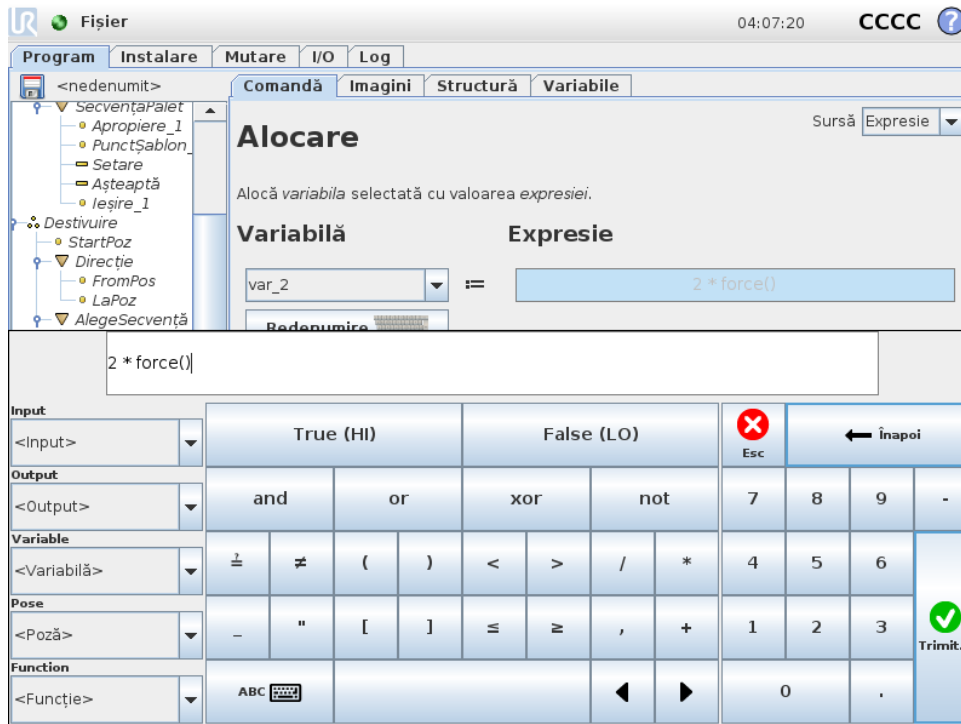 UR Fișier 04:07:20 CCCC ?
Program Instalare Mutare I/O Log
<nedenumit>
SecvențaPalet
Apropiere_1
PunctȘablon_
Setare
Așteaptă
Ieșire_1
Destivuire
StartPoz
Direcție
FromPos
LaPoz
AlegeSecvență
Comandă Imagini Structură Variabile
Alocare
Sursă Expresie
Alocă variabila selectată cu valoarea expresiei.
Variabilă Expresie
var_2 := 2 * force()
Redenumire
2 * force()
Input
<Input>
Output
<Output>
Variable
<Variabilă>
Pose
<Poză>
Function
<Funcție>
True (HI) False (LO) Esc Înapoi
and or xor not 7 8 9 -
≟ ≠ ( ) < > / * 4 5 6
_ " [ ] ≤ ≥ , + 1 2 3
Trimit.
ABC 0 .